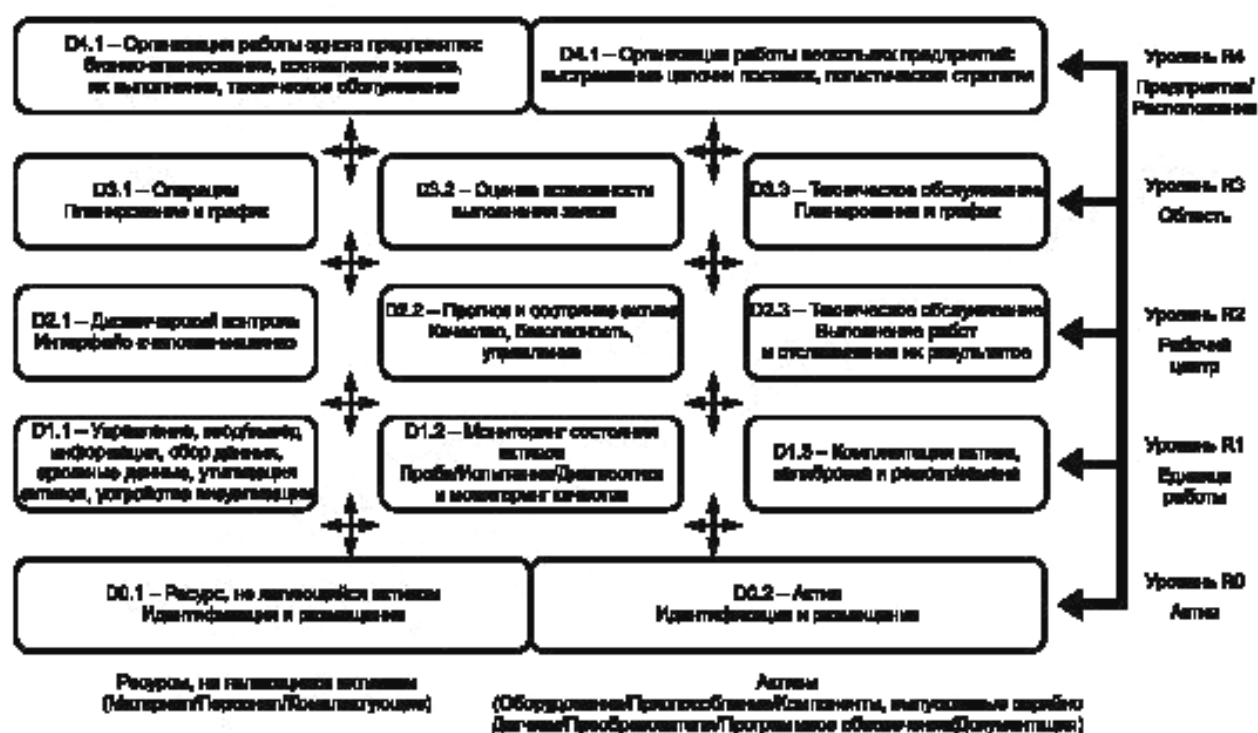 D4.1 – Организация работы одного предприятия:
бизнес-планирование, составление заявок,
их выполнение, техническое обслуживание
D4.1 – Организация работы нескольких предприятий:
выстраивание цепочки поставок, логистическая стратегия
Уровень R4
Предприятие/
Расположение
D3.1 – Операции
Планирование и график
D3.2 – Оценка возможности
выполнения заявок
D3.3 – Техническое обслуживание
Планирование и график
Уровень R3
Область
D2.1 – Диспетчерский контроль
Интерфейс человек-машина
D2.2 – Прогноз и состояние актива
Качество, Безопасность,
управление
D2.3 – Техническое обслуживание
Выполнение работ
и отслеживание их результатов
Уровень R2
Рабочий
центр
D1.1 – Управление, ввод/вывод
информации, сбор данных,
архивные данные, утилизация
активов, устройства визуализации
D1.2 – Мониторинг состояния
активов
Проба/Испытание/Диагностика
и мониторинг качества
D1.3 – Комплектация актива,
калибровка и ремонт/замена
Уровень R1
Единица
работы
D0.1 – Ресурс, не являющийся активом
Идентификация и размещение
D0.2 – Актив
Идентификация и размещение
Уровень R0
Актив
Ресурсы, не являющиеся активами
(Материал/Персонал/Комплектующие)
Активы
(Оборудование/Приспособления/Компоненты, выпускаемые серийно
Датчики/Преобразователи/Программное обеспечение/Документация)